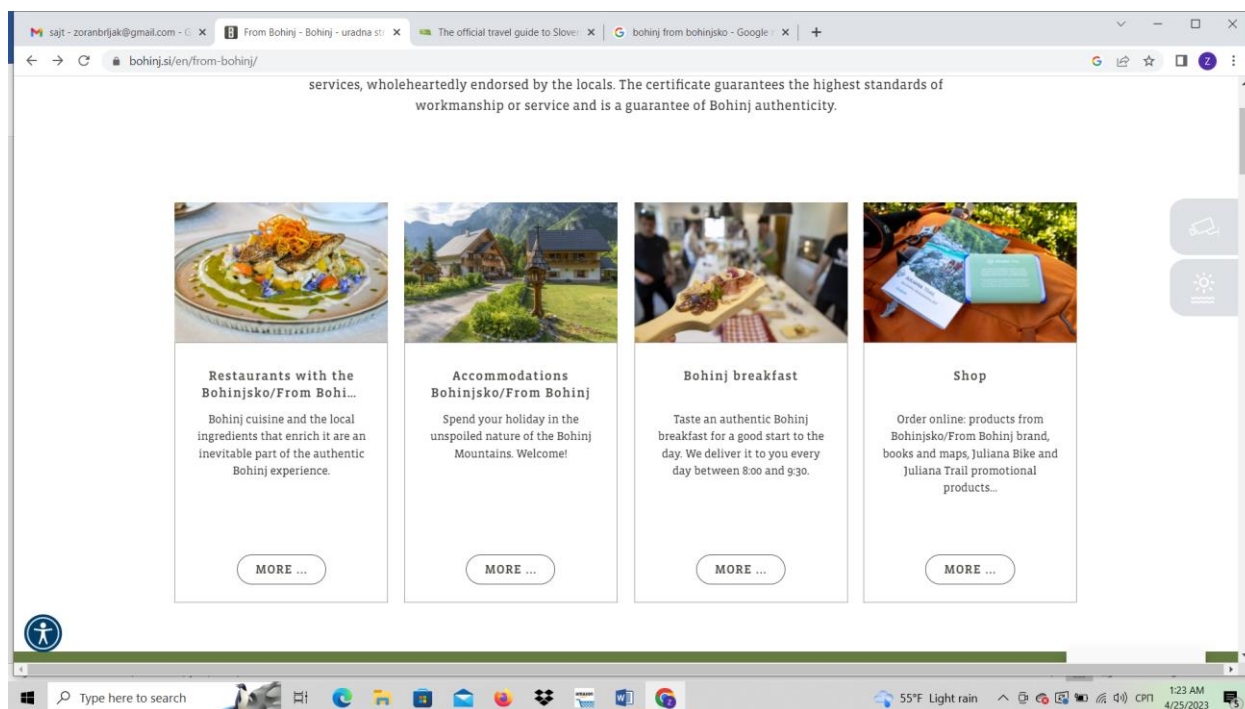 sajt - zoranbrljak@gmail.com - G
From Bohinj - Bohinj - uradna st
The official travel guide to Slover
bohinj from bohinjsko - Google
bohinj.si/en/from-bohinj/
Z
services, wholeheartedly endorsed by the locals. The certificate guarantees the highest standards of
workmanship or service and is a guarantee of Bohinj authenticity.
Restaurants with the
Bohinjsko/From Bohi...
Bohinj cuisine and the local
ingredients that enrich it are an
inevitable part of the authentic
Bohinj experience.
MORE ...
Accommodations
Bohinjsko/From Bohinj
Spend your holiday in the
unspoiled nature of the Bohinj
Mountains. Welcome!
MORE ...
Bohinj breakfast
Taste an authentic Bohinj
breakfast for a good start to the
day. We deliver it to you every
day between 8:00 and 9:30.
MORE ...
Shop
Order online: products from
Bohinjsko/From Bohinj brand,
books and maps, Juliana Bike and
Juliana Trail promotional
products...
MORE ...
Type here to search
amazon
55°F Light rain
СРП
1:23 AM
4/25/2023
5